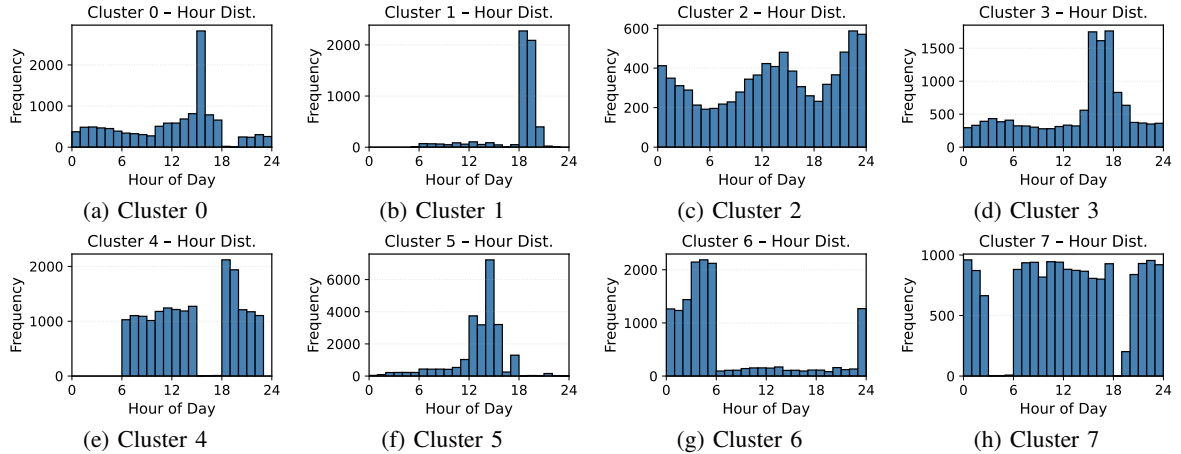 Cluster 0 – Hour Dist.
Frequency
2000
1000
0
0 6 12 18 24
Hour of Day
(a) Cluster 0
Cluster 1 – Hour Dist.
Frequency
2000
1000
0
0 6 12 18 24
Hour of Day
(b) Cluster 1
Cluster 2 – Hour Dist.
Frequency
600
400
200
0
0 6 12 18 24
Hour of Day
(c) Cluster 2
Cluster 3 – Hour Dist.
Frequency
1500
1000
500
0
0 6 12 18 24
Hour of Day
(d) Cluster 3
Cluster 4 – Hour Dist.
Frequency
2000
1000
0
0 6 12 18 24
Hour of Day
(e) Cluster 4
Cluster 5 – Hour Dist.
Frequency
6000
4000
2000
0
0 6 12 18 24
Hour of Day
(f) Cluster 5
Cluster 6 – Hour Dist.
Frequency
2000
1000
0
0 6 12 18 24
Hour of Day
(g) Cluster 6
Cluster 7 – Hour Dist.
Frequency
1000
500
0
0 6 12 18 24
Hour of Day
(h) Cluster 7